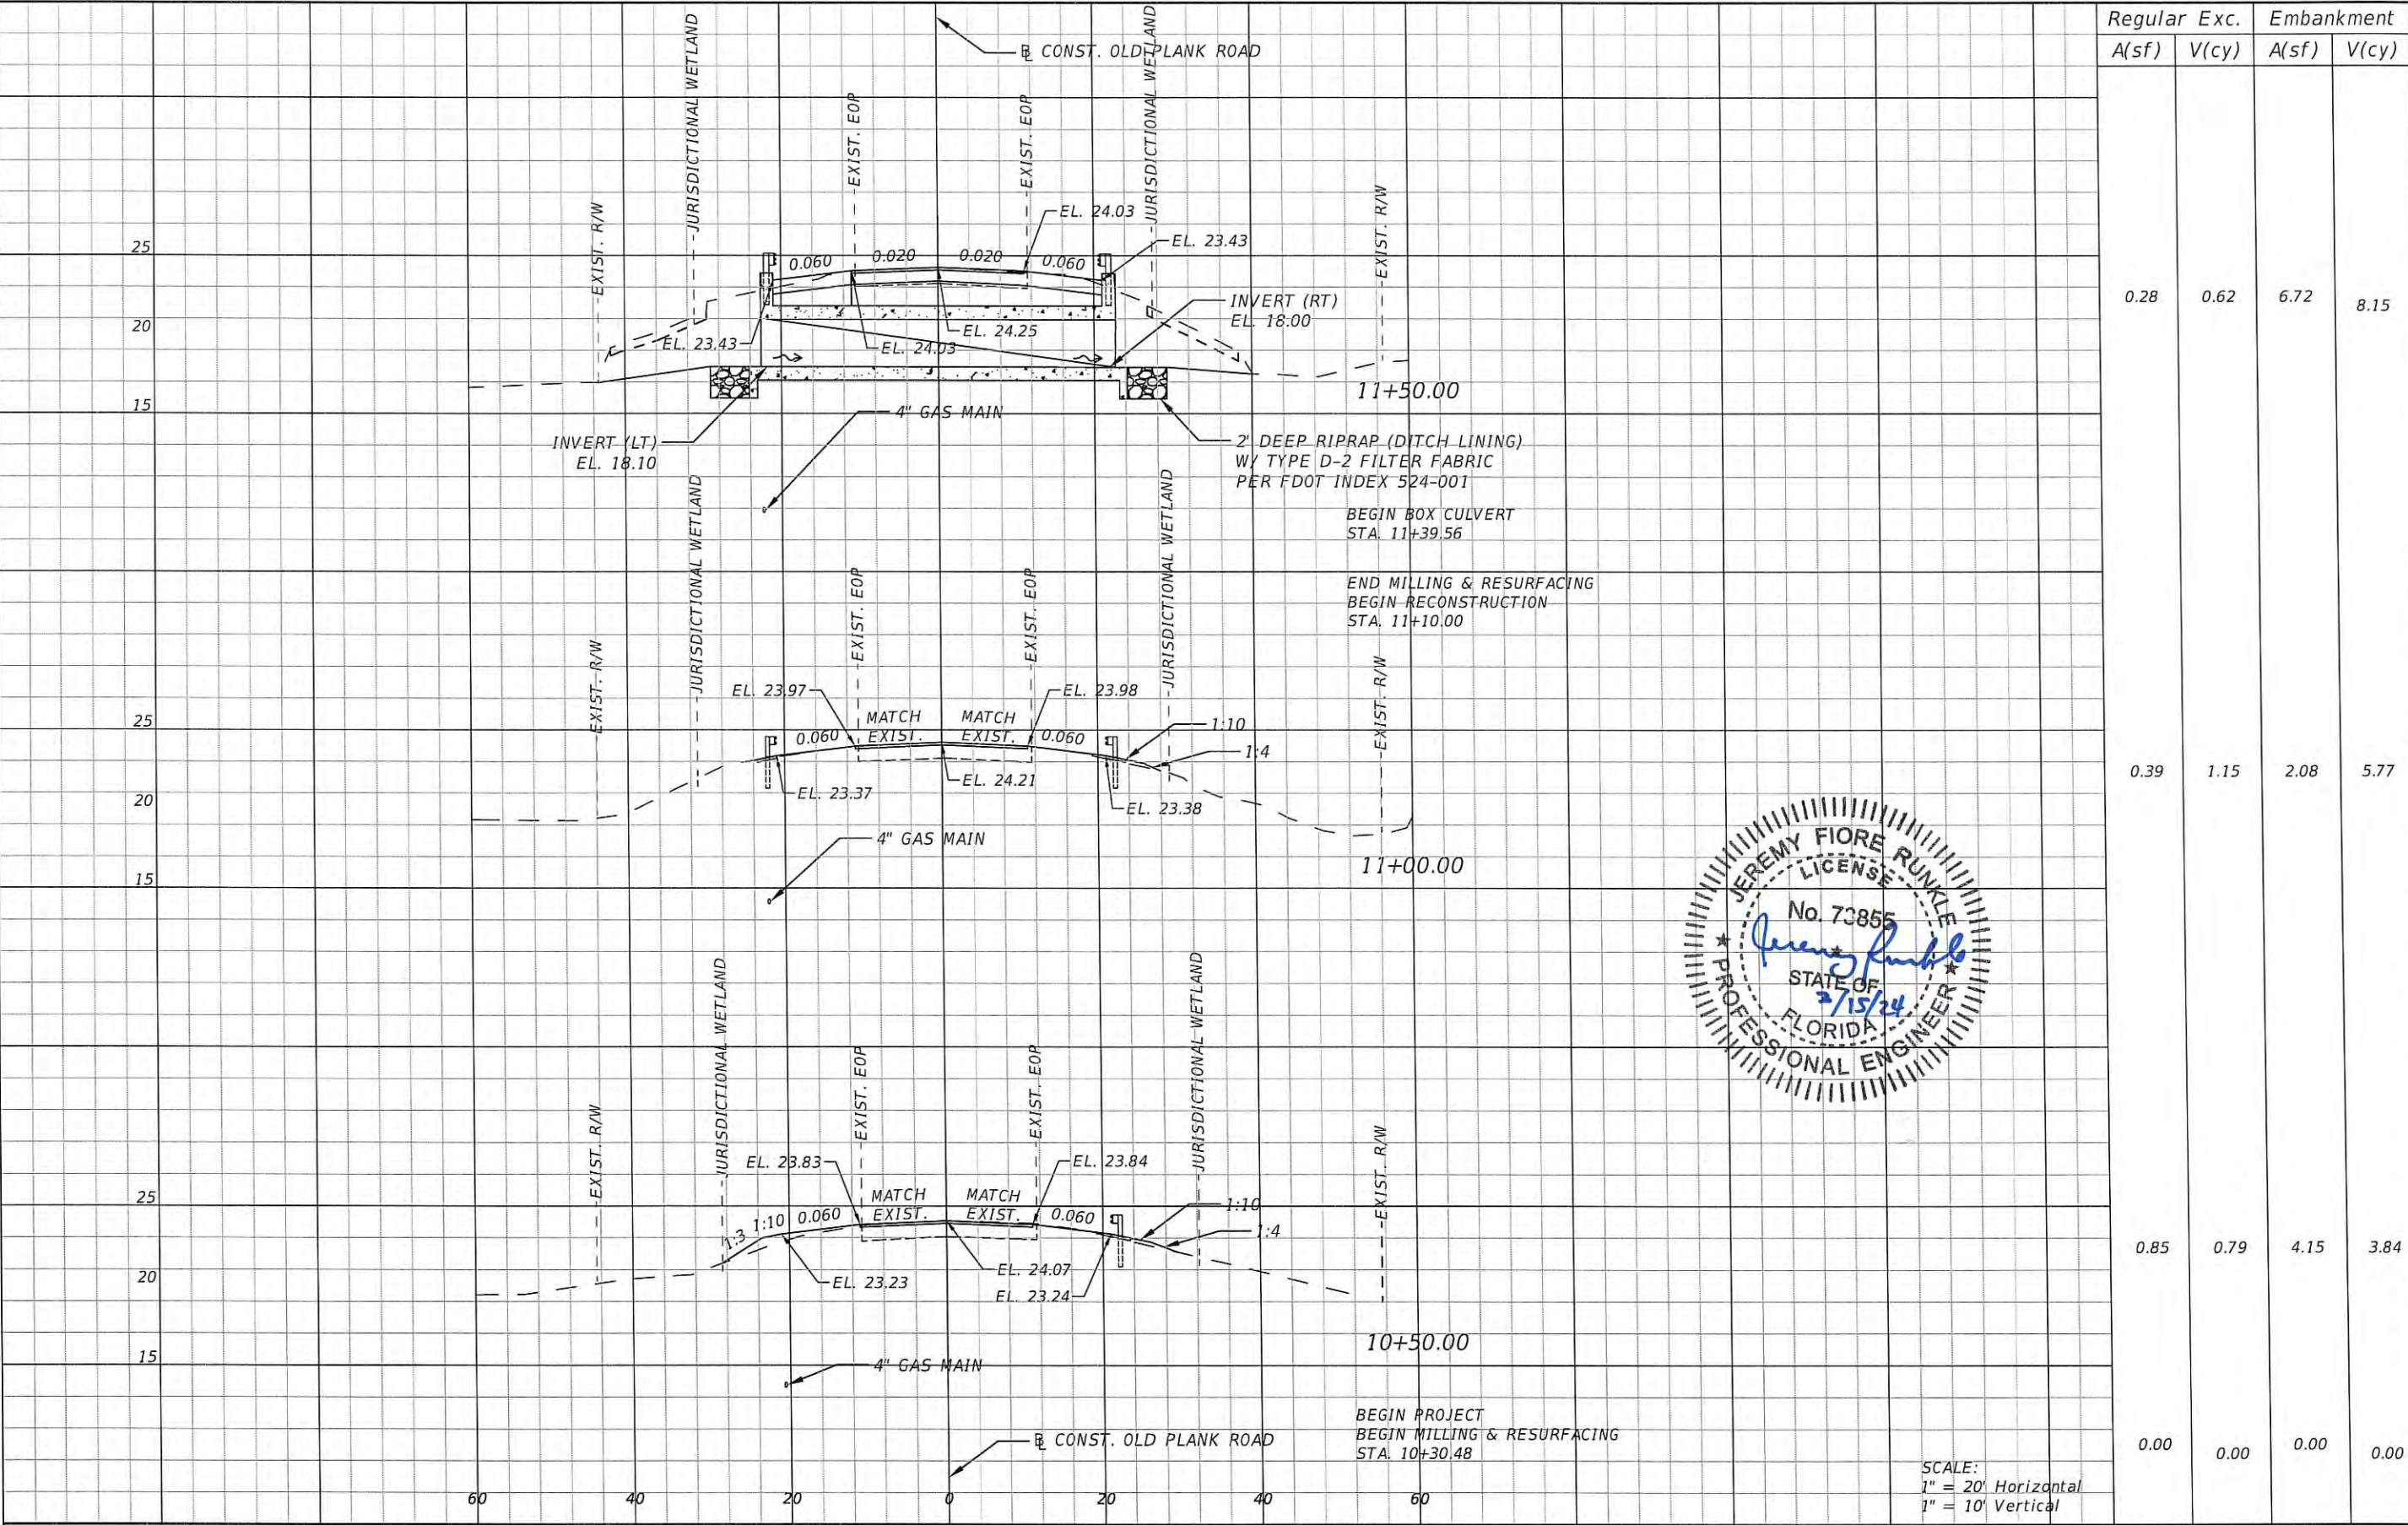 Regular Exc. Embankment
A(sf) V(cy) A(sf) V(cy)
℄ CONST. OLD PLANK ROAD
JURISDICTIONAL WETLAND
JURISDICTIONAL WETLAND
EXIST. EOP
EXIST. EOP
EXIST. R/W
EXIST. R/W
EL. 24.03
EL. 23.43
25
0.060 0.020 0.020 0.060
INVERT (RT)
EL. 18.00
0.28 0.62 6.72 8.15
20
EL. 24.25
EL. 23.43
EL. 24.03
11+50.00
15
4" GAS MAIN
INVERT (LT)
EL. 18.10
2' DEEP RIPRAP (DITCH LINING)
W/ TYPE D-2 FILTER FABRIC
PER FDOT INDEX 524-001
BEGIN BOX CULVERT
STA. 11+39.56
END MILLING & RESURFACING
BEGIN RECONSTRUCTION
STA. 11+10.00
JURISDICTIONAL WETLAND
JURISDICTIONAL WETLAND
EXIST. EOP
EXIST. EOP
EXIST. R/W
EXIST. R/W
EL. 23.97
EL. 23.98
25
0.060
MATCH
EXIST.
MATCH
EXIST.
0.060
1:10
1:4
0.39 1.15 2.08 5.77
EL. 24.21
EL. 23.37
EL. 23.38
20
4" GAS MAIN
11+00.00
15
JEREMY FIORE RUNKLE
LICENSE
No. 73855
Jeremy Runkle
STATE OF
2/15/24
FLORIDA
PROFESSIONAL ENGINEER
JURISDICTIONAL WETLAND
JURISDICTIONAL WETLAND
EXIST. EOP
EXIST. EOP
EXIST. R/W
EXIST. R/W
EL. 23.83
EL. 23.84
25
1:3 1:10 0.060
MATCH
EXIST.
MATCH
EXIST.
0.060
1:10
1:4
0.85 0.79 4.15 3.84
20
EL. 24.07
EL. 23.23
EL. 23.24
10+50.00
15
4" GAS MAIN
BEGIN PROJECT
BEGIN MILLING & RESURFACING
STA. 10+30.48
℄ CONST. OLD PLANK ROAD
0.00 0.00 0.00 0.00
SCALE:
1" = 20' Horizontal
1" = 10' Vertical
60 40 20 0 20 40 60